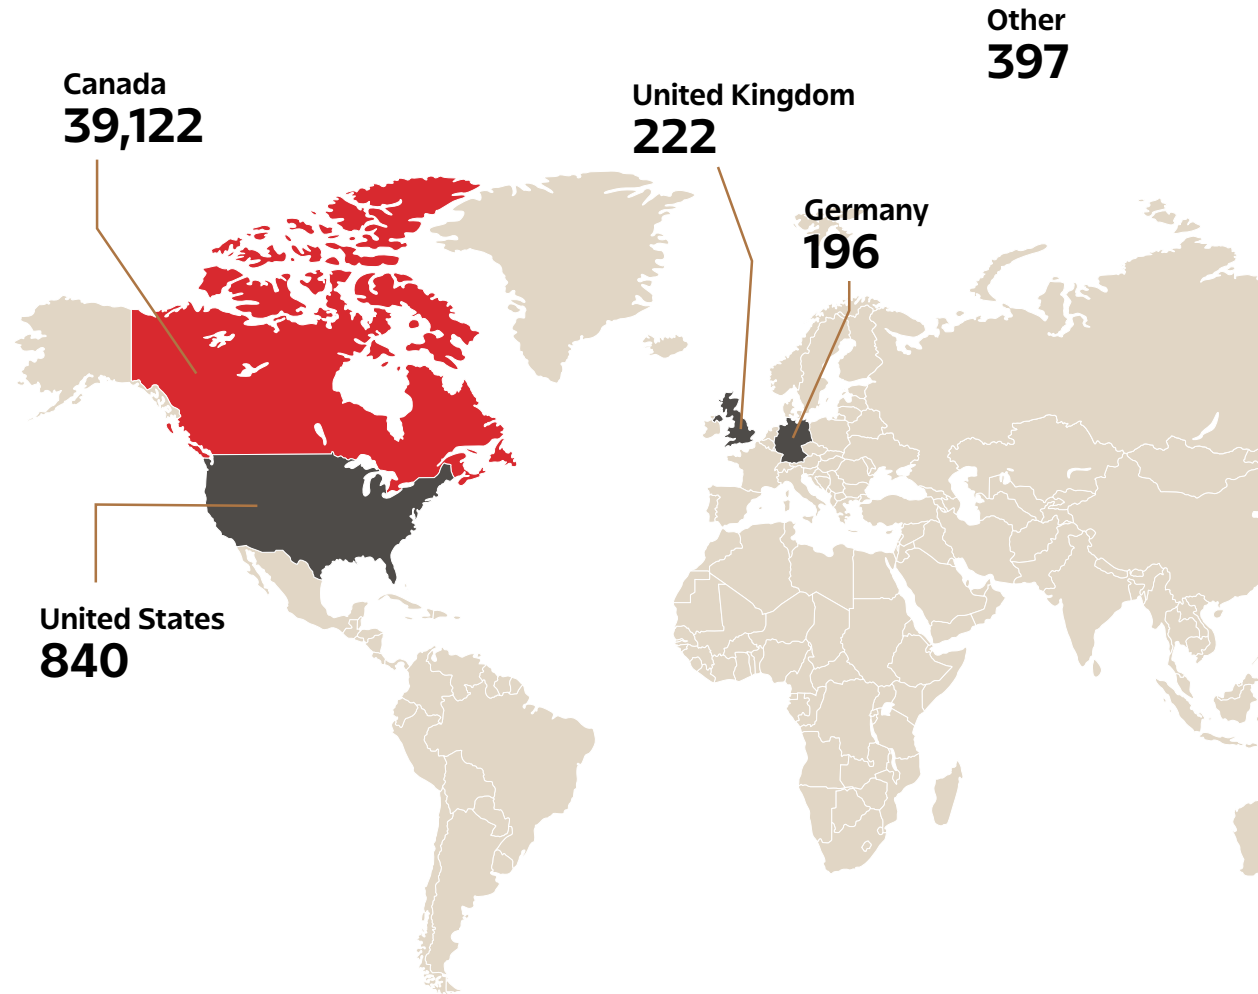 Other
397
Canada
39,122
United Kingdom
222
Germany
196
United States
840